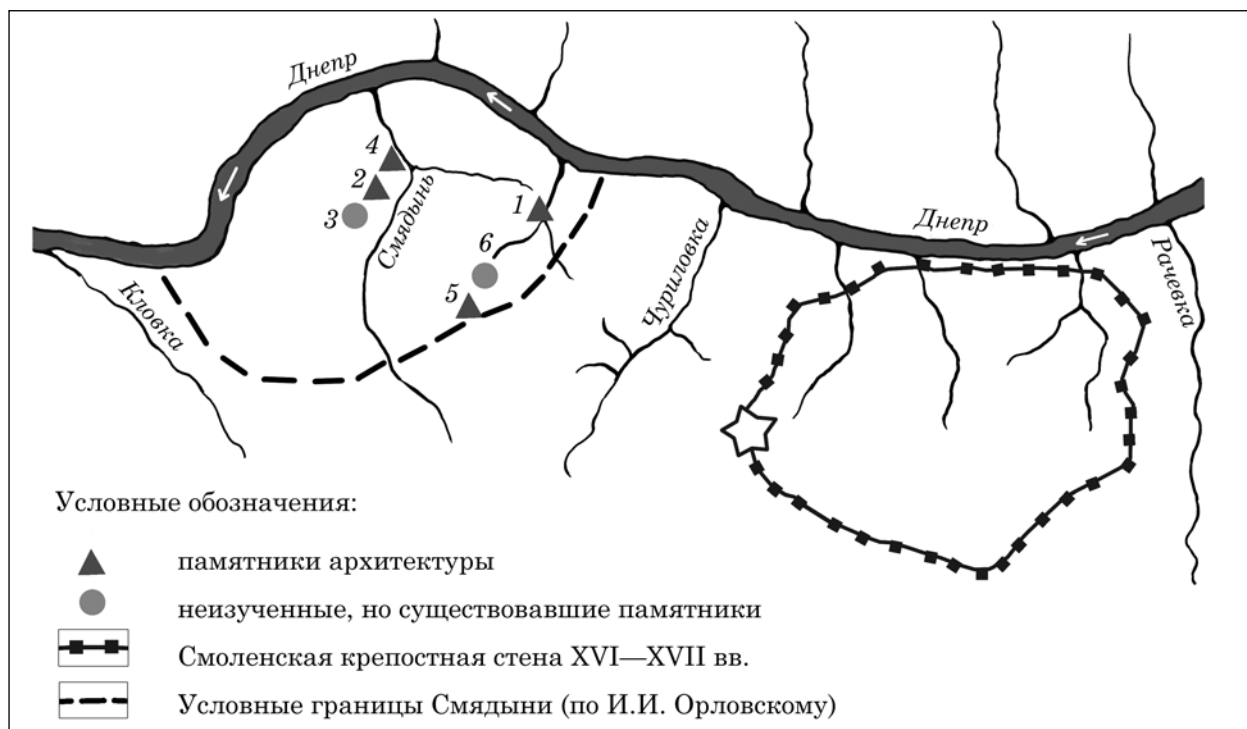 Днепр
4
2
3
Смядынь
1
6
5
Кловка
Чуриловка
Днепр
Рачевка
Условные обозначения:
памятники архитектуры
неизученные, но существовавшие памятники
Смоленская крепостная стена XVI—XVII вв.
Условные границы Смядыни (по И.И. Орловскому)